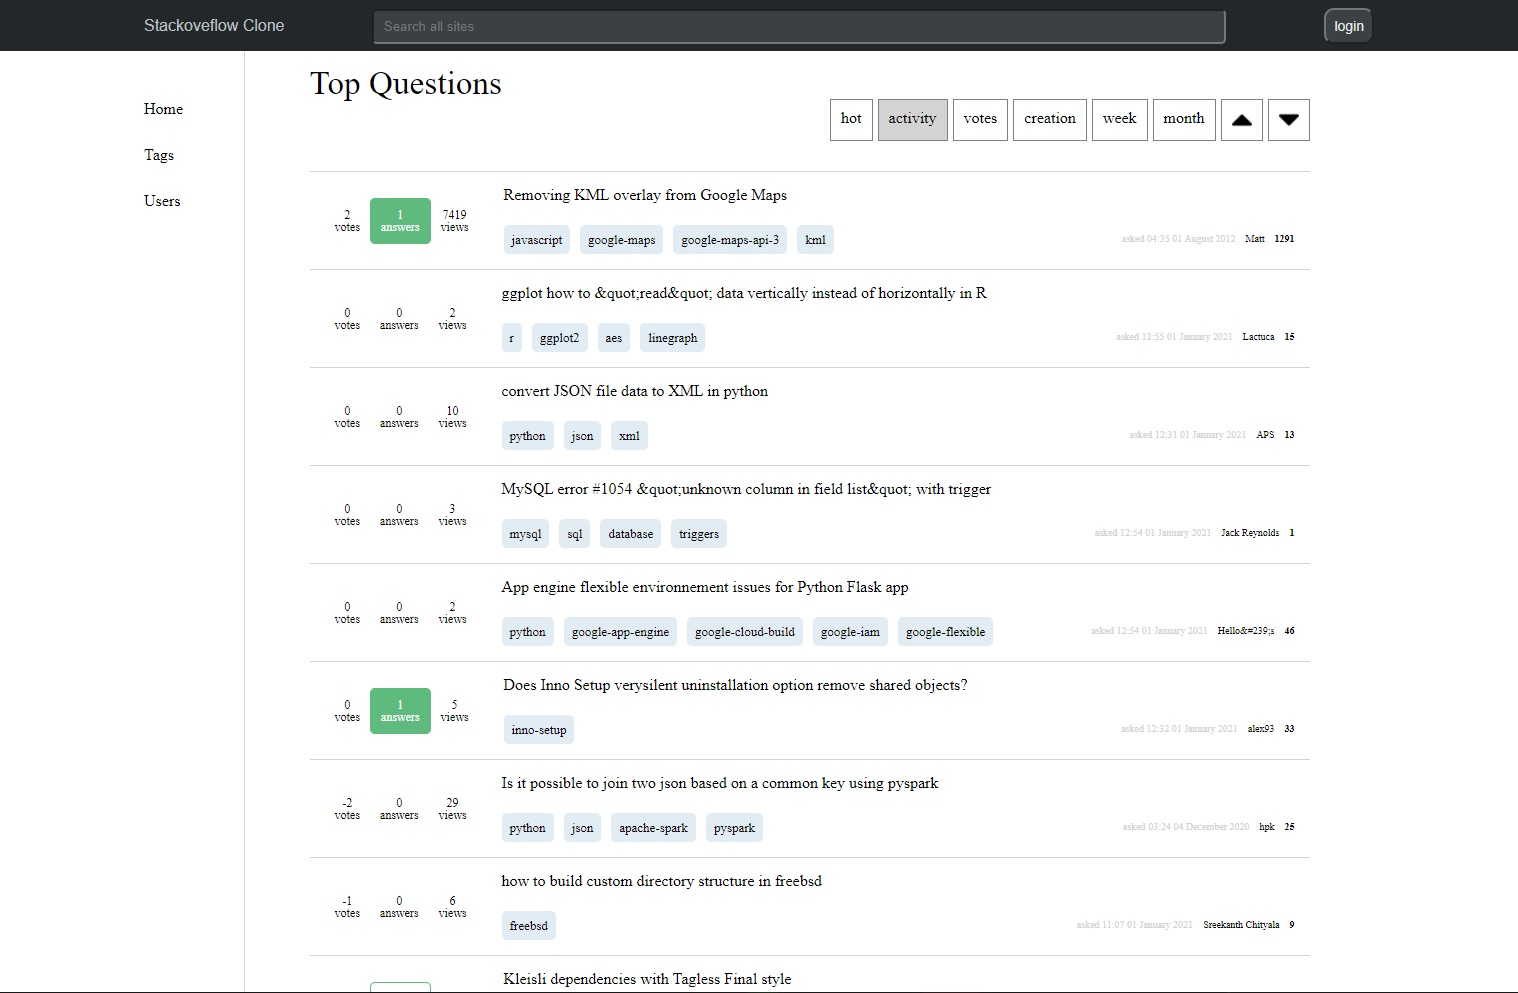 Stackoveflow Clone
Search all sites
login
Home
Tags
Users
Top Questions
hot activity votes creation week month
2 votes
1 answers
7419 views
Removing KML overlay from Google Maps
javascript google-maps google-maps-api-3 kml
asked 04:35 01 August 2012 Matt 1291
0 votes
0 answers
2 views
ggplot how to &quot;read&quot; data vertically instead of horizontally in R
r ggplot2 aes linegraph
asked 12:55 01 January 2021 Lactuca 15
0 votes
0 answers
10 views
convert JSON file data to XML in python
python json xml
asked 12:31 01 January 2021 APS 13
0 votes
0 answers
3 views
MySQL error #1054 &quot;unknown column in field list&quot; with trigger
mysql sql database triggers
asked 12:54 01 January 2021 Jack Reynolds 1
0 votes
0 answers
2 views
App engine flexible environnement issues for Python Flask app
python google-app-engine google-cloud-build google-iam google-flexible
asked 12:54 01 January 2021 Hello&#239;s 46
0 votes
1 answers
5 views
Does Inno Setup verysilent uninstallation option remove shared objects?
inno-setup
asked 12:32 01 January 2021 alex93 33
-2 votes
0 answers
29 views
Is it possible to join two json based on a common key using pyspark
python json apache-spark pyspark
asked 03:24 04 December 2020 hpk 25
-1 votes
0 answers
6 views
how to build custom directory structure in freebsd
freebsd
asked 11:07 01 January 2021 Sreekanth Chityala 9
Kleisli dependencies with Tagless Final style